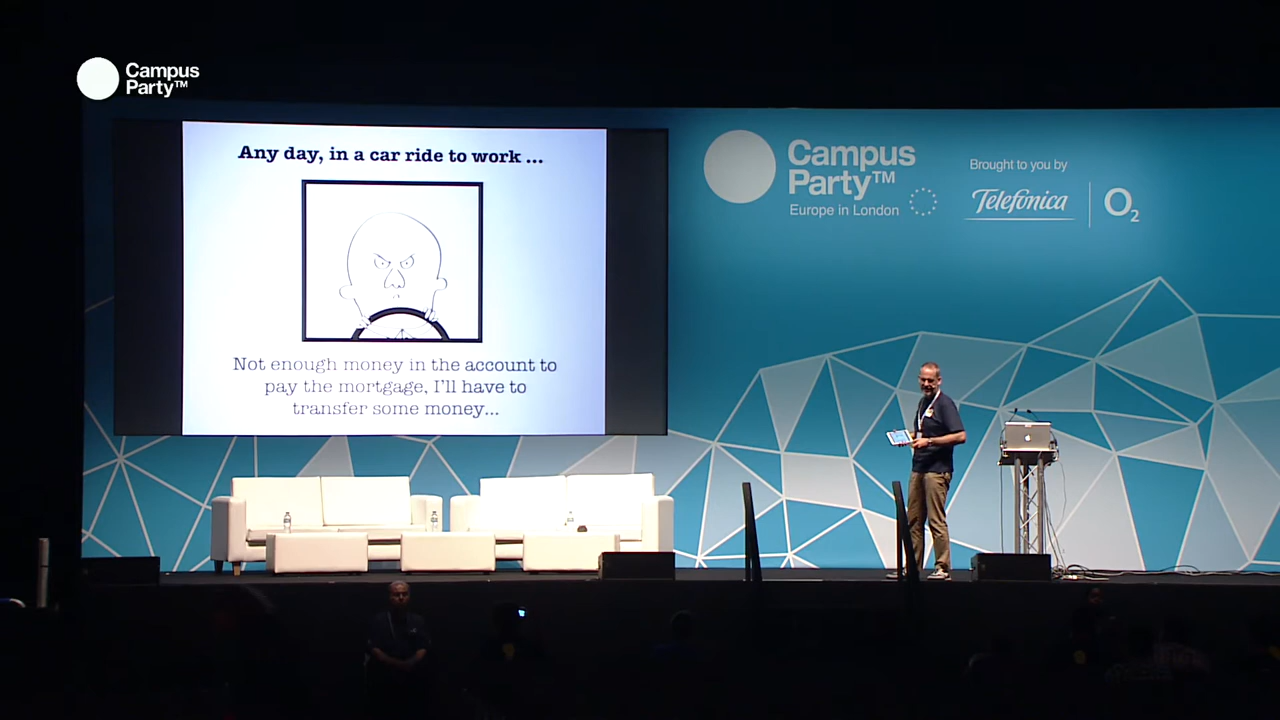 Campus
Party™
Any day, in a car ride to work ...
Not enough money in the account to
pay the mortgage, I'll have to
transfer some money...
Campus
Party™
Europe in London
Brought to you by
Telefónica
O2